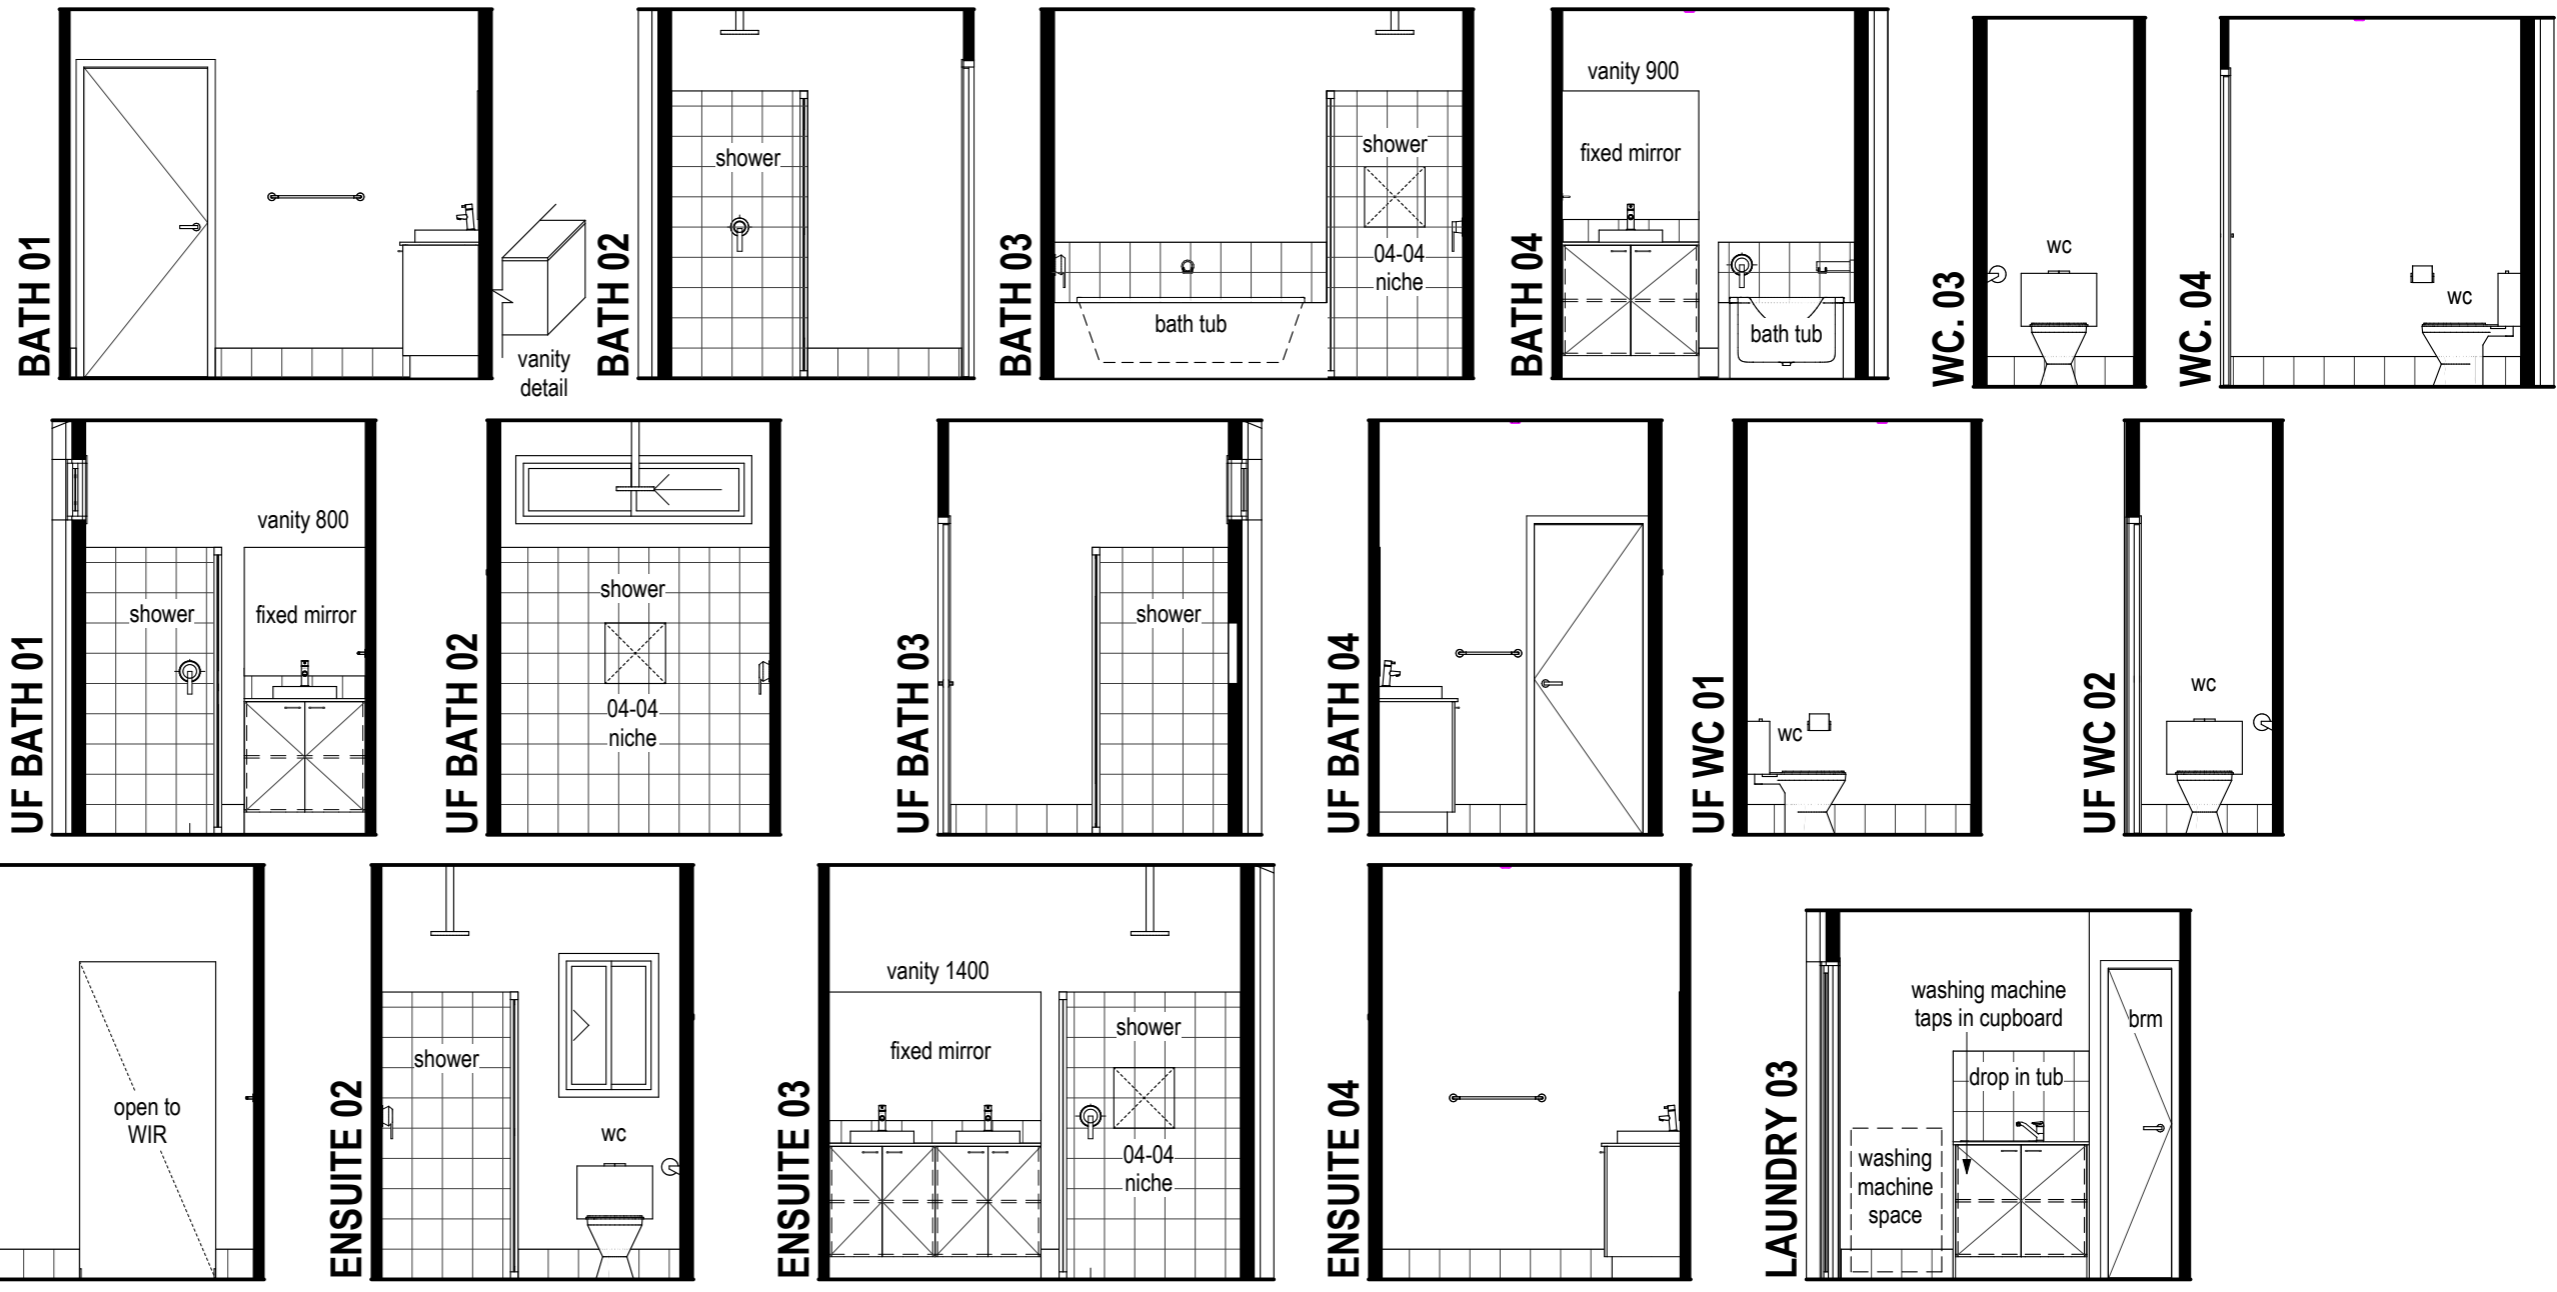 BATH 01
vanity
detail
BATH 02
shower
BATH 03
shower
04-04
niche
bath tub
BATH 04
vanity 900
fixed mirror
bath tub
WC. 03
wc
WC. 04
wc
UF BATH 01
vanity 800
shower
fixed mirror
UF BATH 02
shower
04-04
niche
UF BATH 03
shower
UF BATH 04
UF WC 01
wc
UF WC 02
wc
open to
WIR
ENSUITE 02
shower
wc
ENSUITE 03
vanity 1400
fixed mirror
shower
04-04
niche
ENSUITE 04
LAUNDRY 03
washing machine
taps in cupboard
brm
drop in tub
washing
machine
space